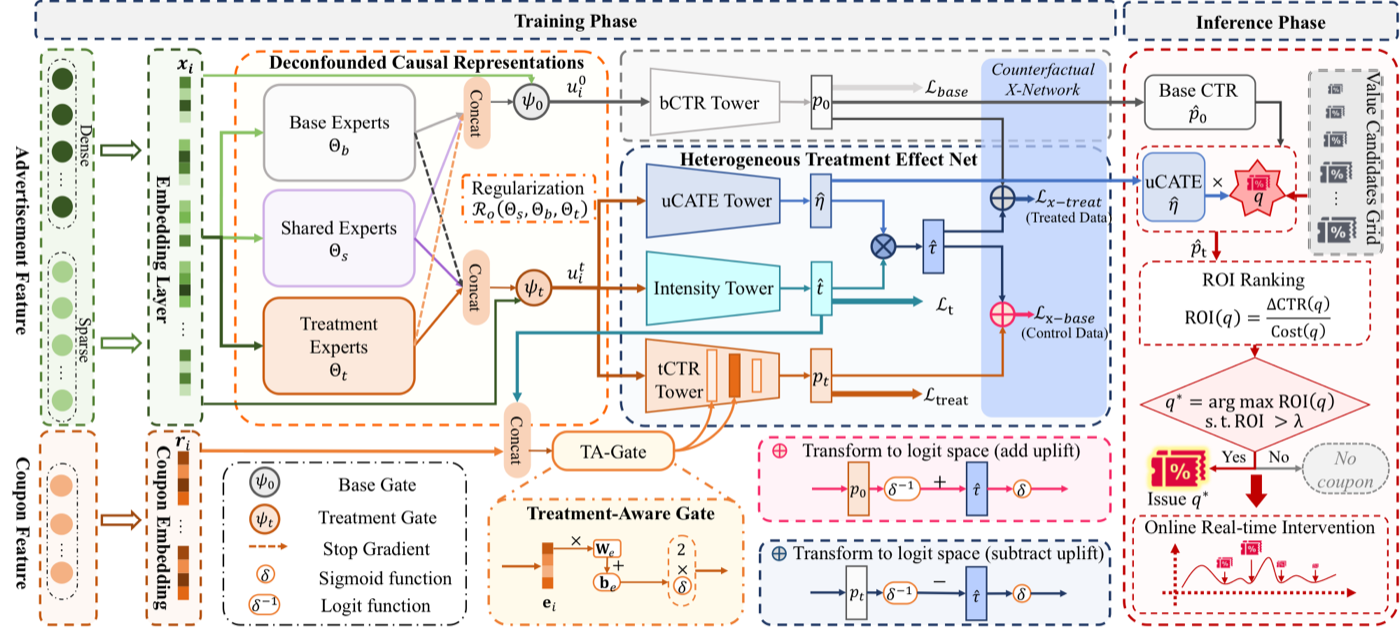 Training Phase
Inference Phase
Advertisement Feature
Dense
Sparse
x_i
Embedding Layer
Deconfounded Causal Representations
Base Experts
Θ_b
Shared Experts
Θ_s
Treatment
Experts
Θ_t
Concat
ψ_0
u_i^0
Regularization
R_o(Θ_s, Θ_b, Θ_t)
Concat
ψ_t
u_i^t
bCTR Tower
p_0
L_base
Counterfactual
X-Network
Heterogeneous Treatment Effect Net
uCATE Tower
η̂
Intensity Tower
t̂
τ̂
L_t
tCTR
Tower
p_t
L_treat
L_x-treat
(Treated Data)
L_x-base
(Control Data)
Coupon Feature
r_i
Coupon Embedding
Concat
TA-Gate
ψ_0
Base Gate
ψ_t
Treatment Gate
Stop Gradient
δ
Sigmoid function
δ^-1
Logit function
Treatment-Aware Gate
e_i
×
W_e
+
b_e
2
×
δ
⊕ Transform to logit space (add uplift)
p_0
δ^-1
+
τ̂
δ
⊕ Transform to logit space (subtract uplift)
p_t
δ^-1
−
τ̂
δ
Base CTR
p̂_0
Value Candidates Grid
%
%
%
%
uCATE
η̂
×
%
q
p̂_t
ROI Ranking
ROI(q) = ΔCTR(q) / Cost(q)
q* = arg max ROI(q)
s. t. ROI > λ
Yes
No
%
Issue q*
No
coupon
Online Real-time Intervention